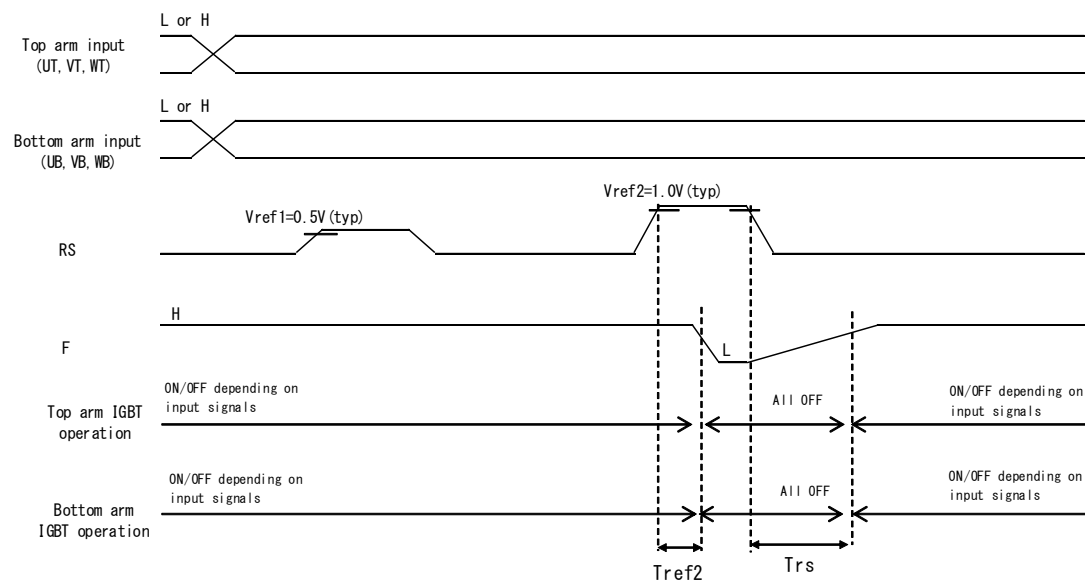 L or H
Top arm input
(UT, VT, WT)
L or H
Bottom arm input
(UB, VB, WB)
Vref2=1.0V(typ)
Vref1=0.5V(typ)
RS
H
F
L
ON/OFF depending on
input signals
All OFF
ON/OFF depending on
input signals
Top arm IGBT
operation
ON/OFF depending on
input signals
All OFF
ON/OFF depending on
input signals
Bottom arm
IGBT operation
Tref2
Trs